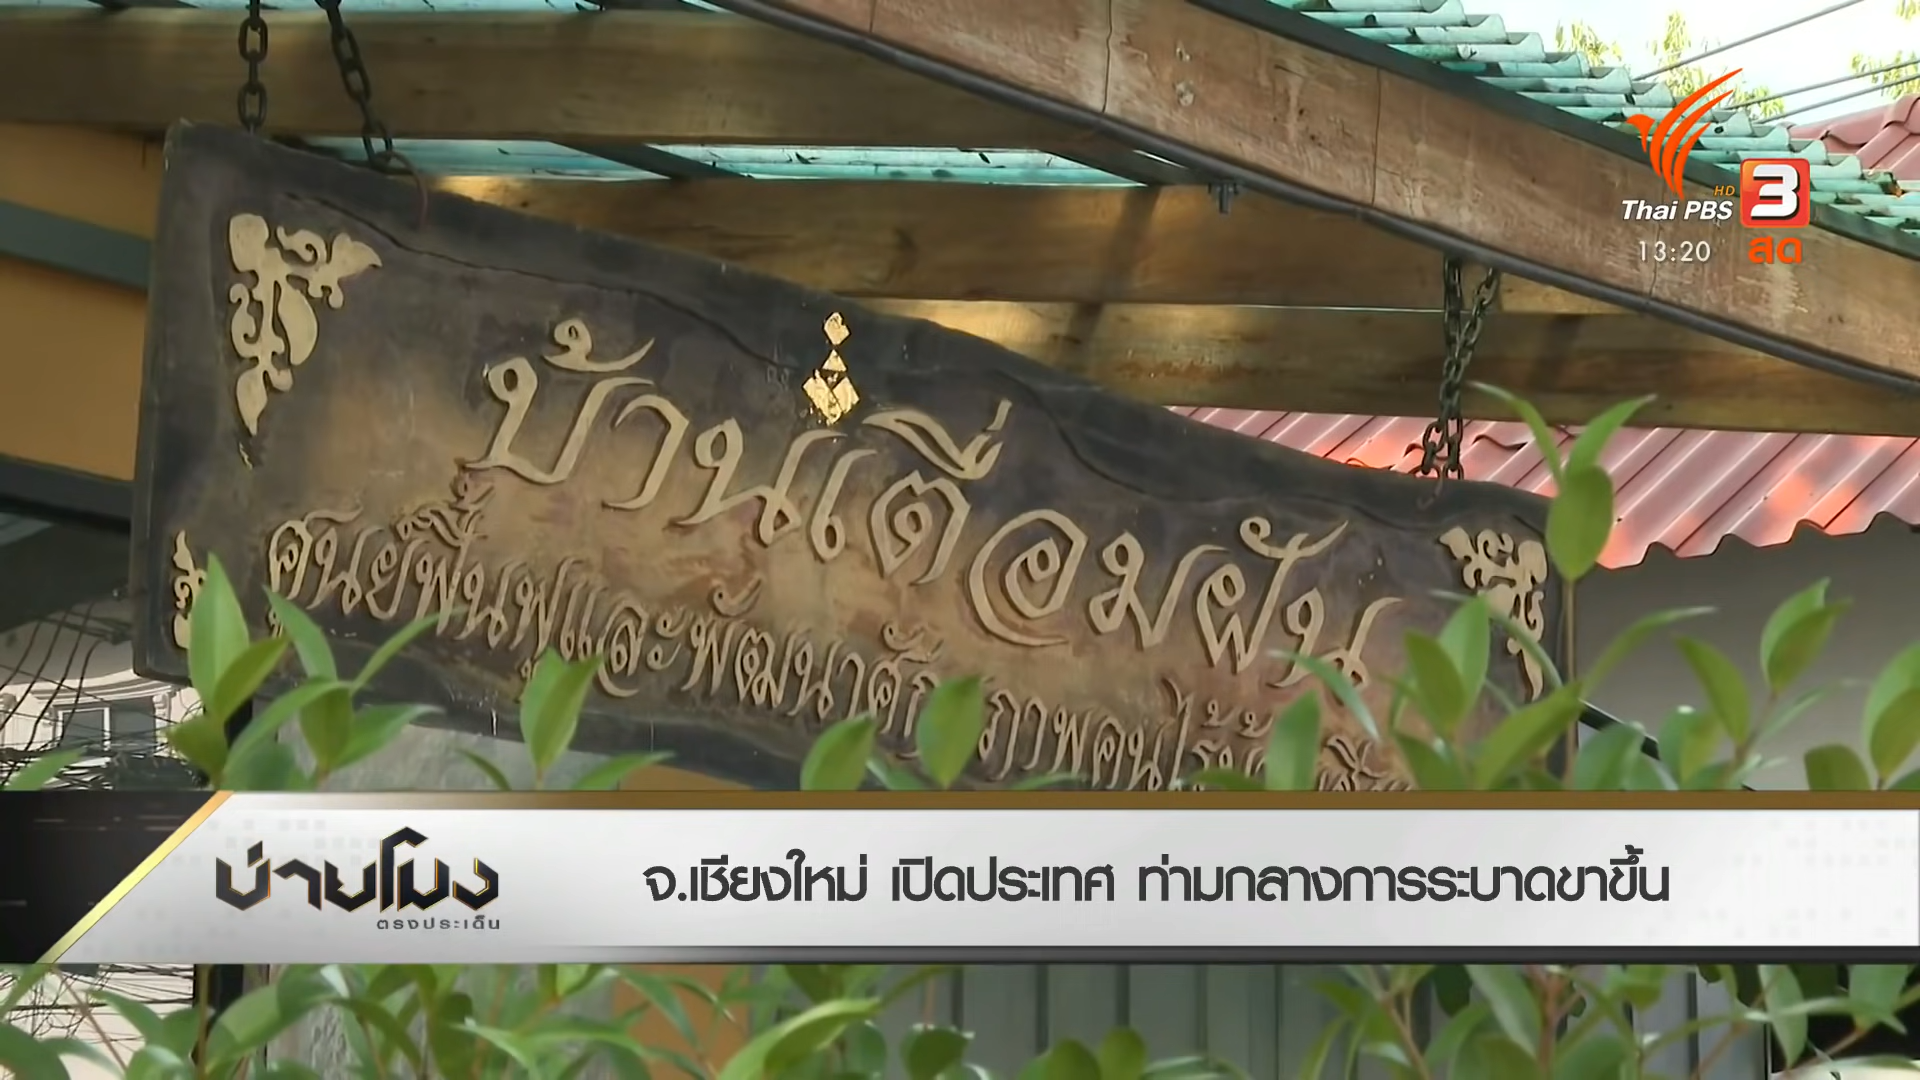 Thai PBS HD 3
13:20 สด
บ้านเตื่อมฝัน
ศูนย์ฟื้นฟูและพัฒนาศักยภาพคนไร้บ้าน
บ่ายโมง
ตรงประเด็น
จ.เชียงใหม่ เปิดประเทศ ท่ามกลางการระบาดขาขึ้น